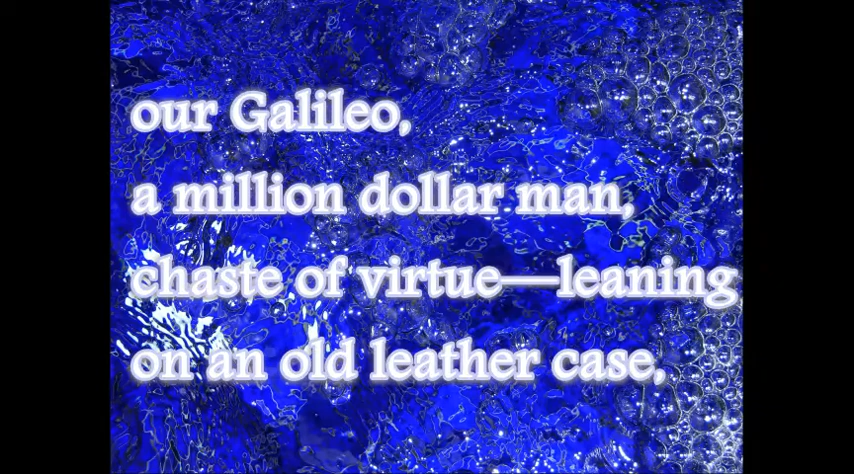 our Galileo,
a million dollar man,
chaste of virtue—leaning
on an old leather case,